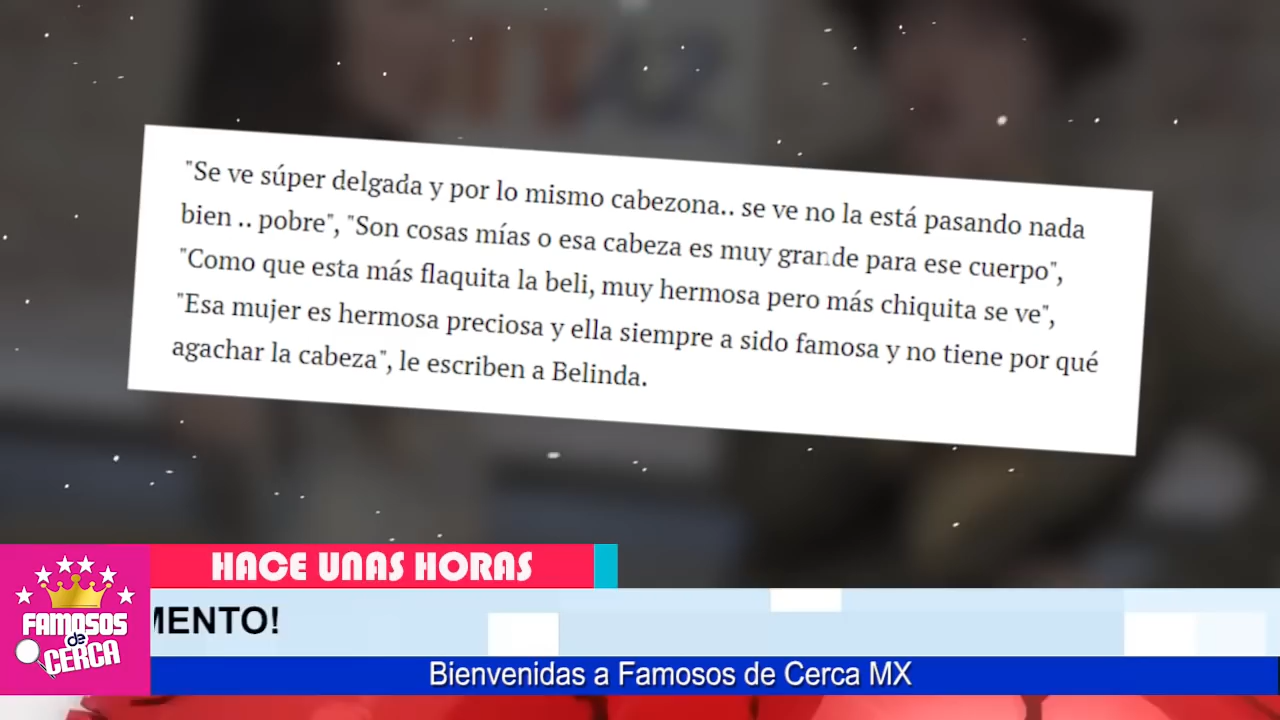 "Se ve súper delgada y por lo mismo cabezona.. se ve no la está pasando nada
bien .. pobre", "Son cosas mías o esa cabeza es muy grande para ese cuerpo",
"Como que esta más flaquita la beli, muy hermosa pero más chiquita se ve",
"Esa mujer es hermosa preciosa y ella siempre a sido famosa y no tiene por qué
agachar la cabeza", le escriben a Belinda.
HACE UNAS HORAS
MENTO!
FAMOSOS
de
CERCA
Bienvenidas a Famosos de Cerca MX